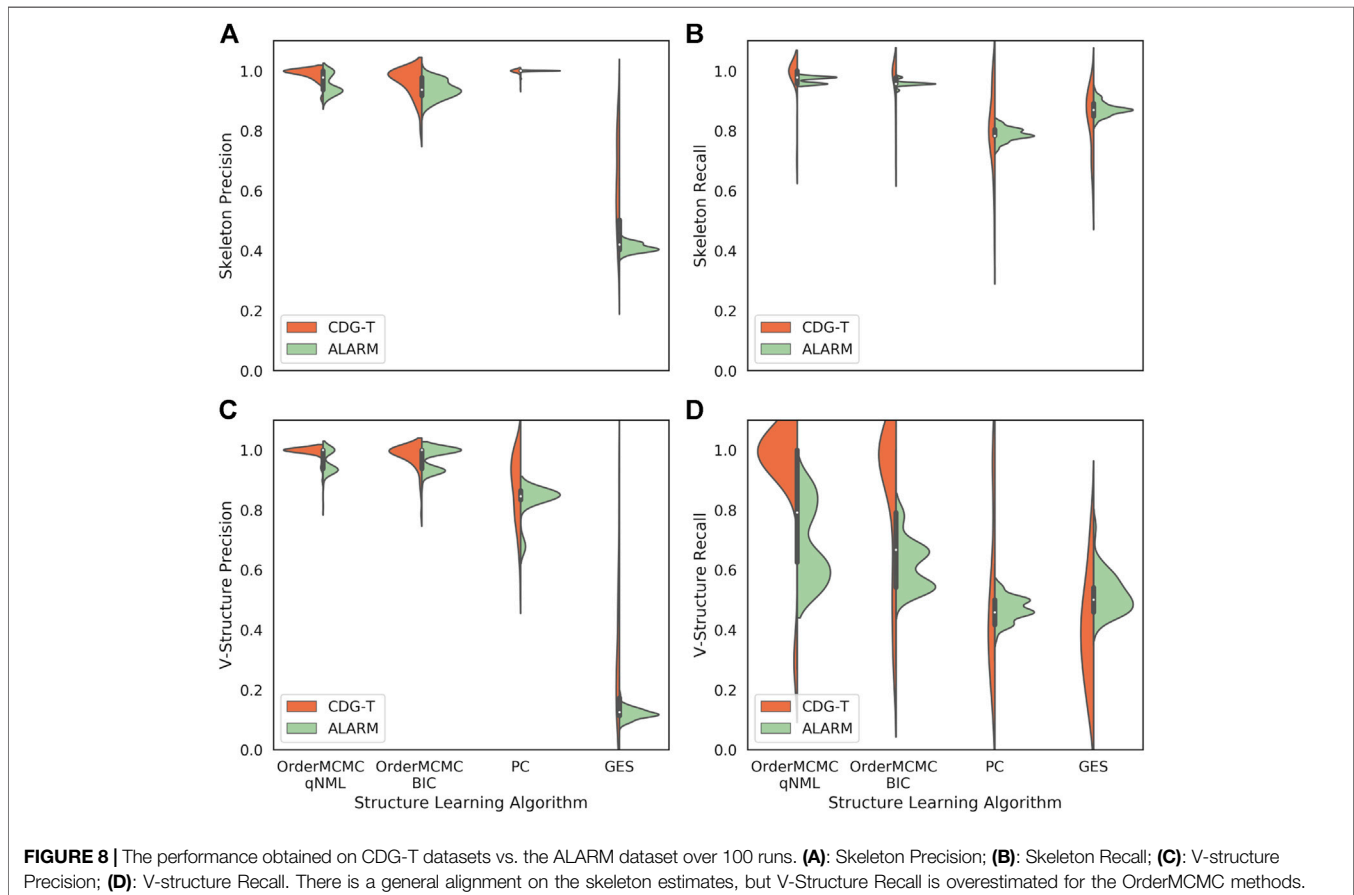 A
B
1.0
0.8
0.6
0.4
0.2
0.0
Skeleton Precision
CDG-T
ALARM
1.0
0.8
0.6
0.4
0.2
0.0
Skeleton Recall
CDG-T
ALARM
C
D
1.0
0.8
0.6
0.4
0.2
0.0
V-Structure Precision
CDG-T
ALARM
OrderMCMC
qNML
OrderMCMC
BIC
PC
GES
Structure Learning Algorithm
1.0
0.8
0.6
0.4
0.2
0.0
V-Structure Recall
CDG-T
ALARM
OrderMCMC
qNML
OrderMCMC
BIC
PC
GES
Structure Learning Algorithm
FIGURE 8 | The performance obtained on CDG-T datasets vs. the ALARM dataset over 100 runs. (A): Skeleton Precision; (B): Skeleton Recall; (C): V-structure
Precision; (D): V-structure Recall. There is a general alignment on the skeleton estimates, but V-Structure Recall is overestimated for the OrderMCMC methods.